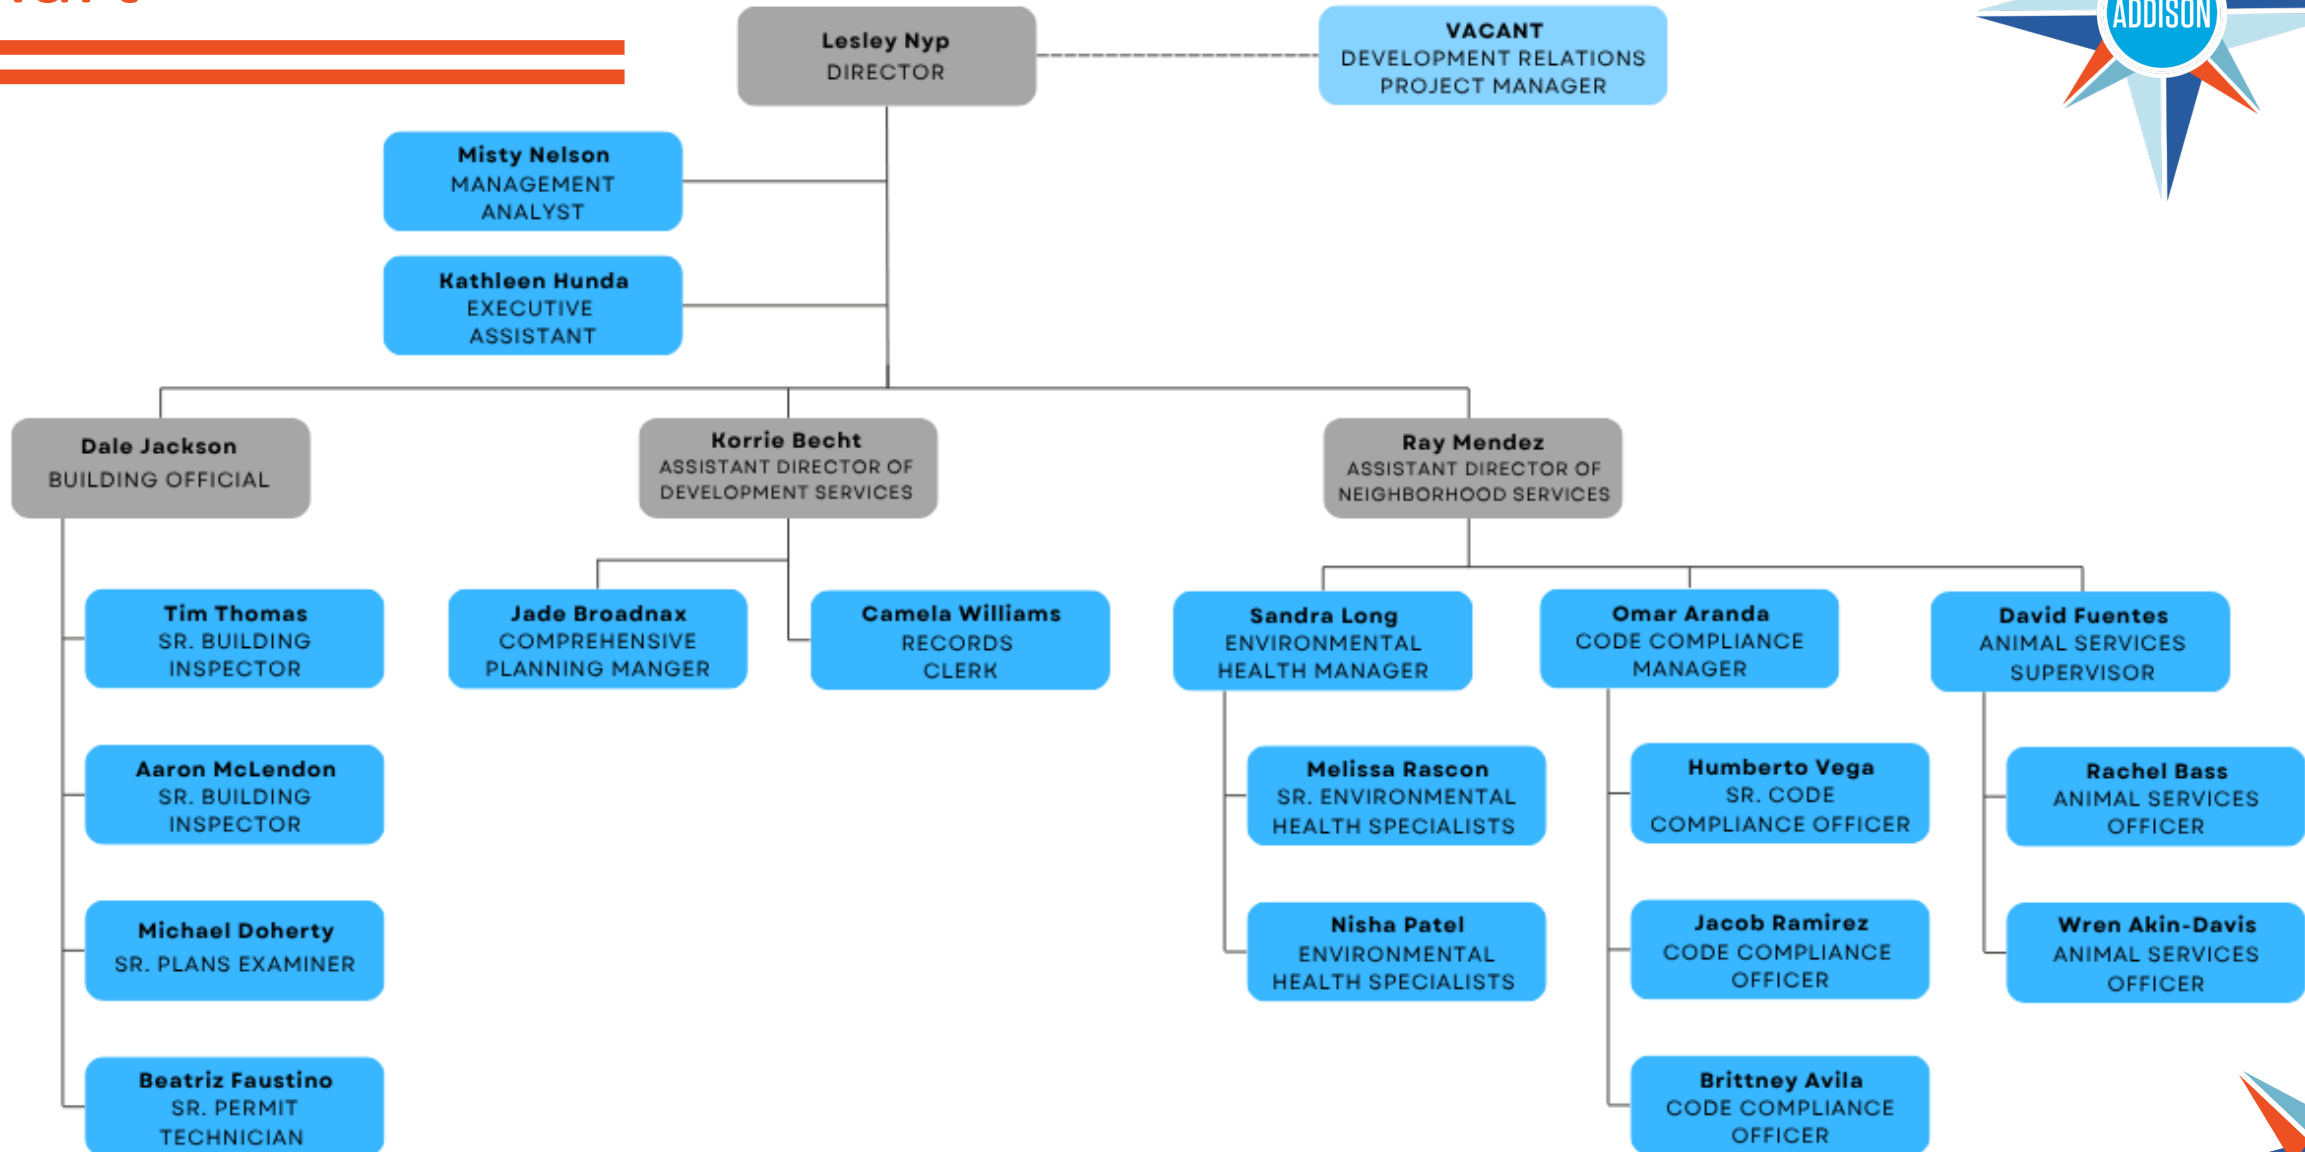 ADDISON
Lesley Nyp
DIRECTOR
VACANT
DEVELOPMENT RELATIONS
PROJECT MANAGER
Misty Nelson
MANAGEMENT
ANALYST
Kathleen Hunda
EXECUTIVE
ASSISTANT
Dale Jackson
BUILDING OFFICIAL
Korrie Becht
ASSISTANT DIRECTOR OF
DEVELOPMENT SERVICES
Ray Mendez
ASSISTANT DIRECTOR OF
NEIGHBORHOOD SERVICES
Tim Thomas
SR. BUILDING
INSPECTOR
Jade Broadnax
COMPREHENSIVE
PLANNING MANGER
Camela Williams
RECORDS
CLERK
Sandra Long
ENVIRONMENTAL
HEALTH MANAGER
Omar Aranda
CODE COMPLIANCE
MANAGER
David Fuentes
ANIMAL SERVICES
SUPERVISOR
Aaron McLendon
SR. BUILDING
INSPECTOR
Melissa Rascon
SR. ENVIRONMENTAL
HEALTH SPECIALISTS
Humberto Vega
SR. CODE
COMPLIANCE OFFICER
Rachel Bass
ANIMAL SERVICES
OFFICER
Michael Doherty
SR. PLANS EXAMINER
Nisha Patel
ENVIRONMENTAL
HEALTH SPECIALISTS
Jacob Ramirez
CODE COMPLIANCE
OFFICER
Wren Akin-Davis
ANIMAL SERVICES
OFFICER
Beatriz Faustino
SR. PERMIT
TECHNICIAN
Brittney Avila
CODE COMPLIANCE
OFFICER